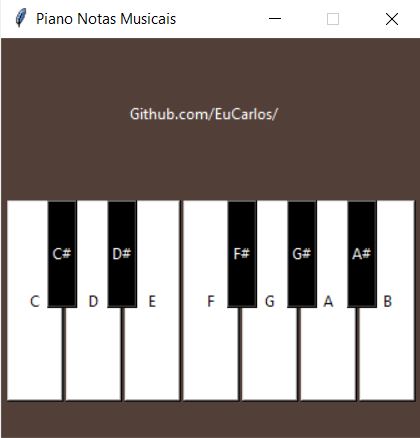 Piano Notas Musicais
Github.com/EuCarlos/
C# D# F# G# A#
C D E F G A B